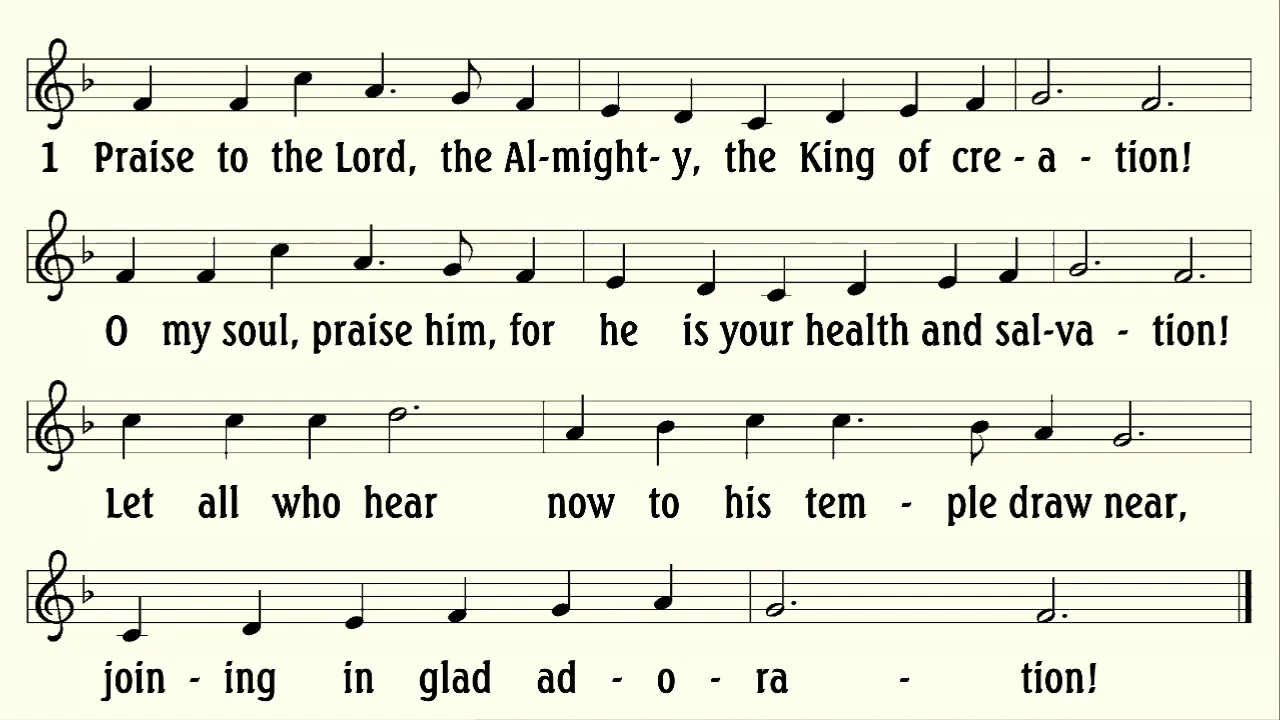 1 Praise to the Lord, the Al-might- y, the King of cre - a - tion!
O my soul, praise him, for he is your health and sal-va - tion!
Let all who hear now to his tem - ple draw near,
join - ing in glad ad - o - ra - tion!